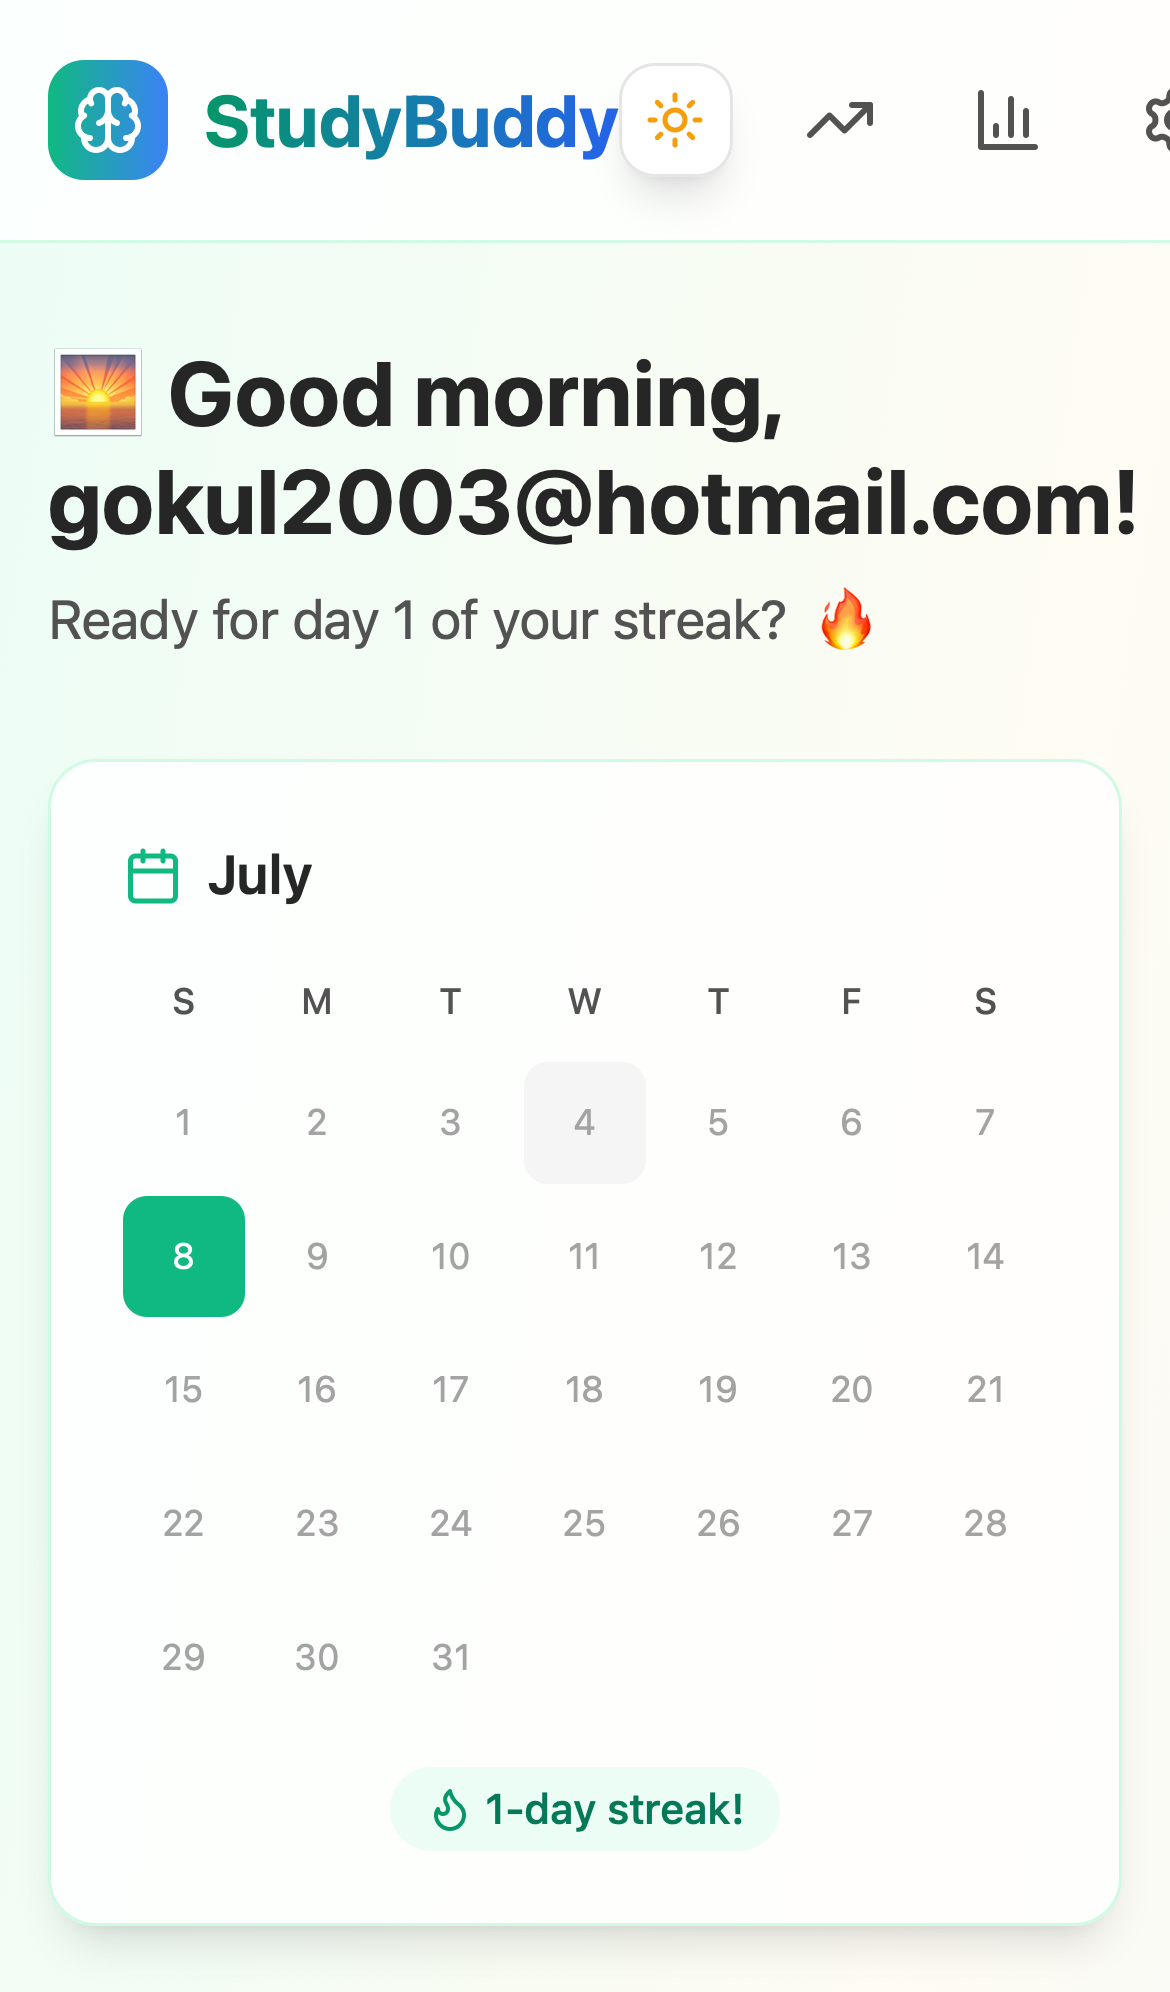 StudyBuddy
🌅 Good morning,
gokul2003@hotmail.com!
Ready for day 1 of your streak? 🔥
July
S M T W T F S
1 2 3 4 5 6 7
8 9 10 11 12 13 14
15 16 17 18 19 20 21
22 23 24 25 26 27 28
29 30 31
1-day streak!